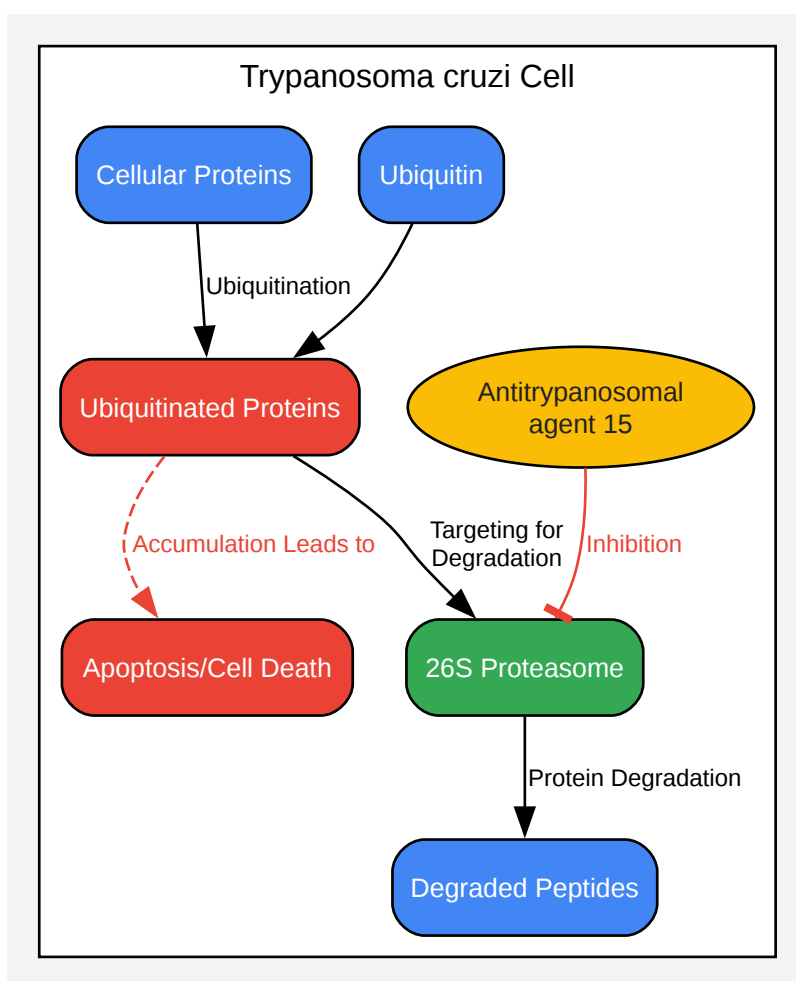 Trypanosoma cruzi Cell
Cellular Proteins
Ubiquitin
Ubiquitination
Ubiquitinated Proteins
Antitrypanosomal
agent 15
Accumulation Leads to
Targeting for
Degradation
Inhibition
Apoptosis/Cell Death
26S Proteasome
Protein Degradation
Degraded Peptides